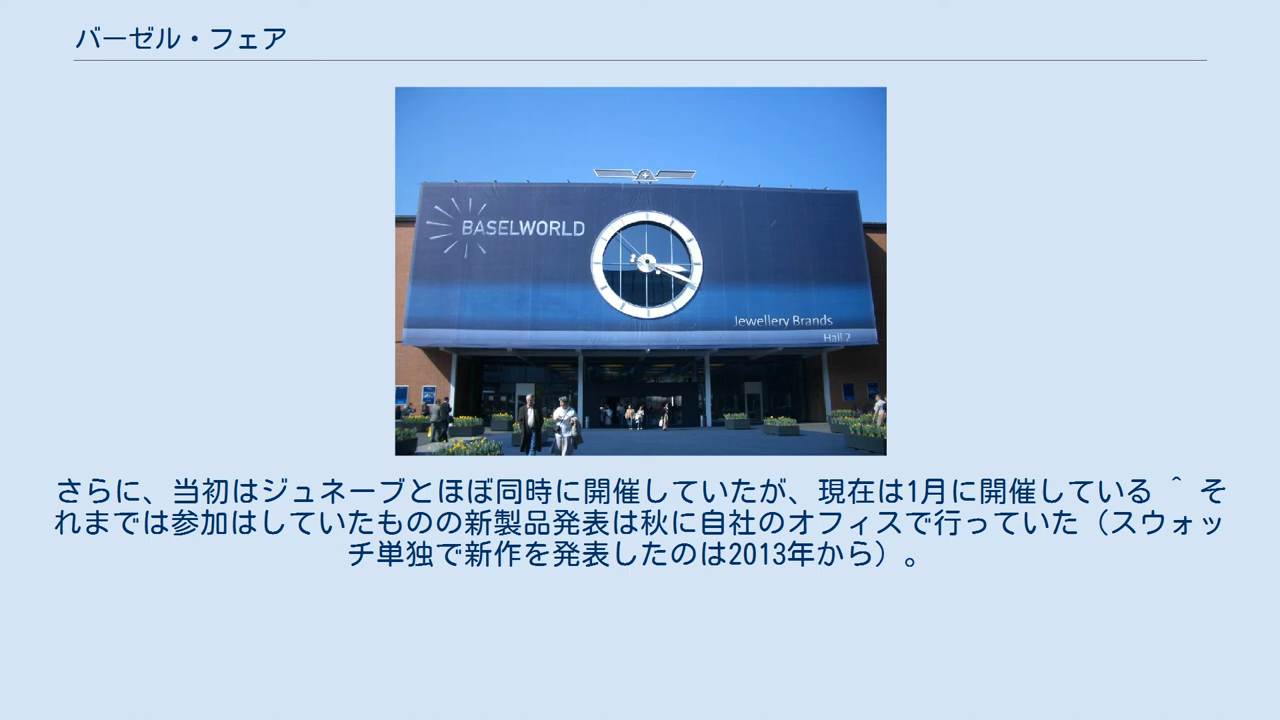 バーゼル・フェア
BASELWORLD
Jewellery Brands
Hall 2
さらに、当初はジュネーブとほぼ同時に開催していたが、現在は1月に開催している ^ そ
れまでは参加はしていたものの新製品発表は秋に自社のオフィスで行っていた（スウォッ
チ単独で新作を発表したのは2013年から）。